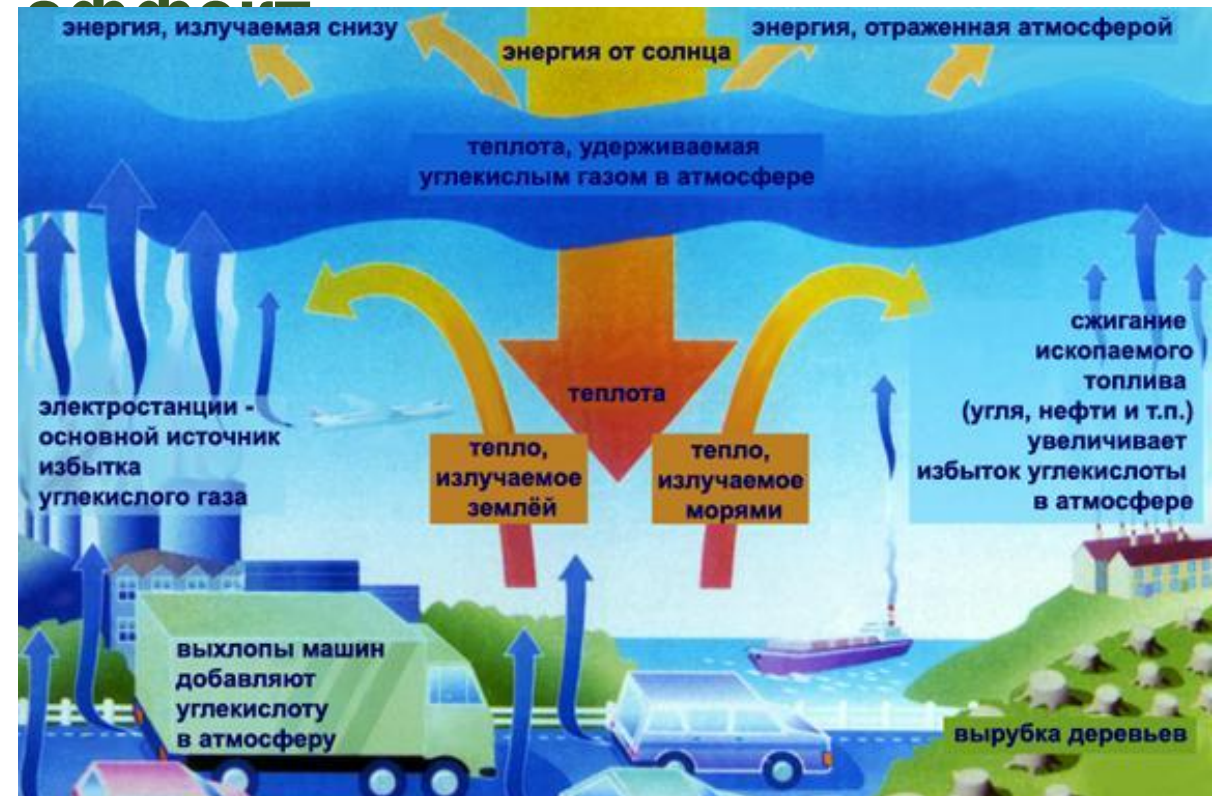 энергия, излучаемая снизу
энергия от солнца
энергия, отраженная атмосферой
теплота, удерживаемая
углекислым газом в атмосфере
сжигание
ископаемого
топлива
(угля, нефти и т.п.)
увеличивает
избыток углекислоты
в атмосфере
теплота
электростанции -
основной источник
избытка
углекислого газа
тепло,
излучаемое
землёй
тепло,
излучаемое
морями
выхлопы машин
добавляют
углекислоту
в атмосферу
вырубка деревьев